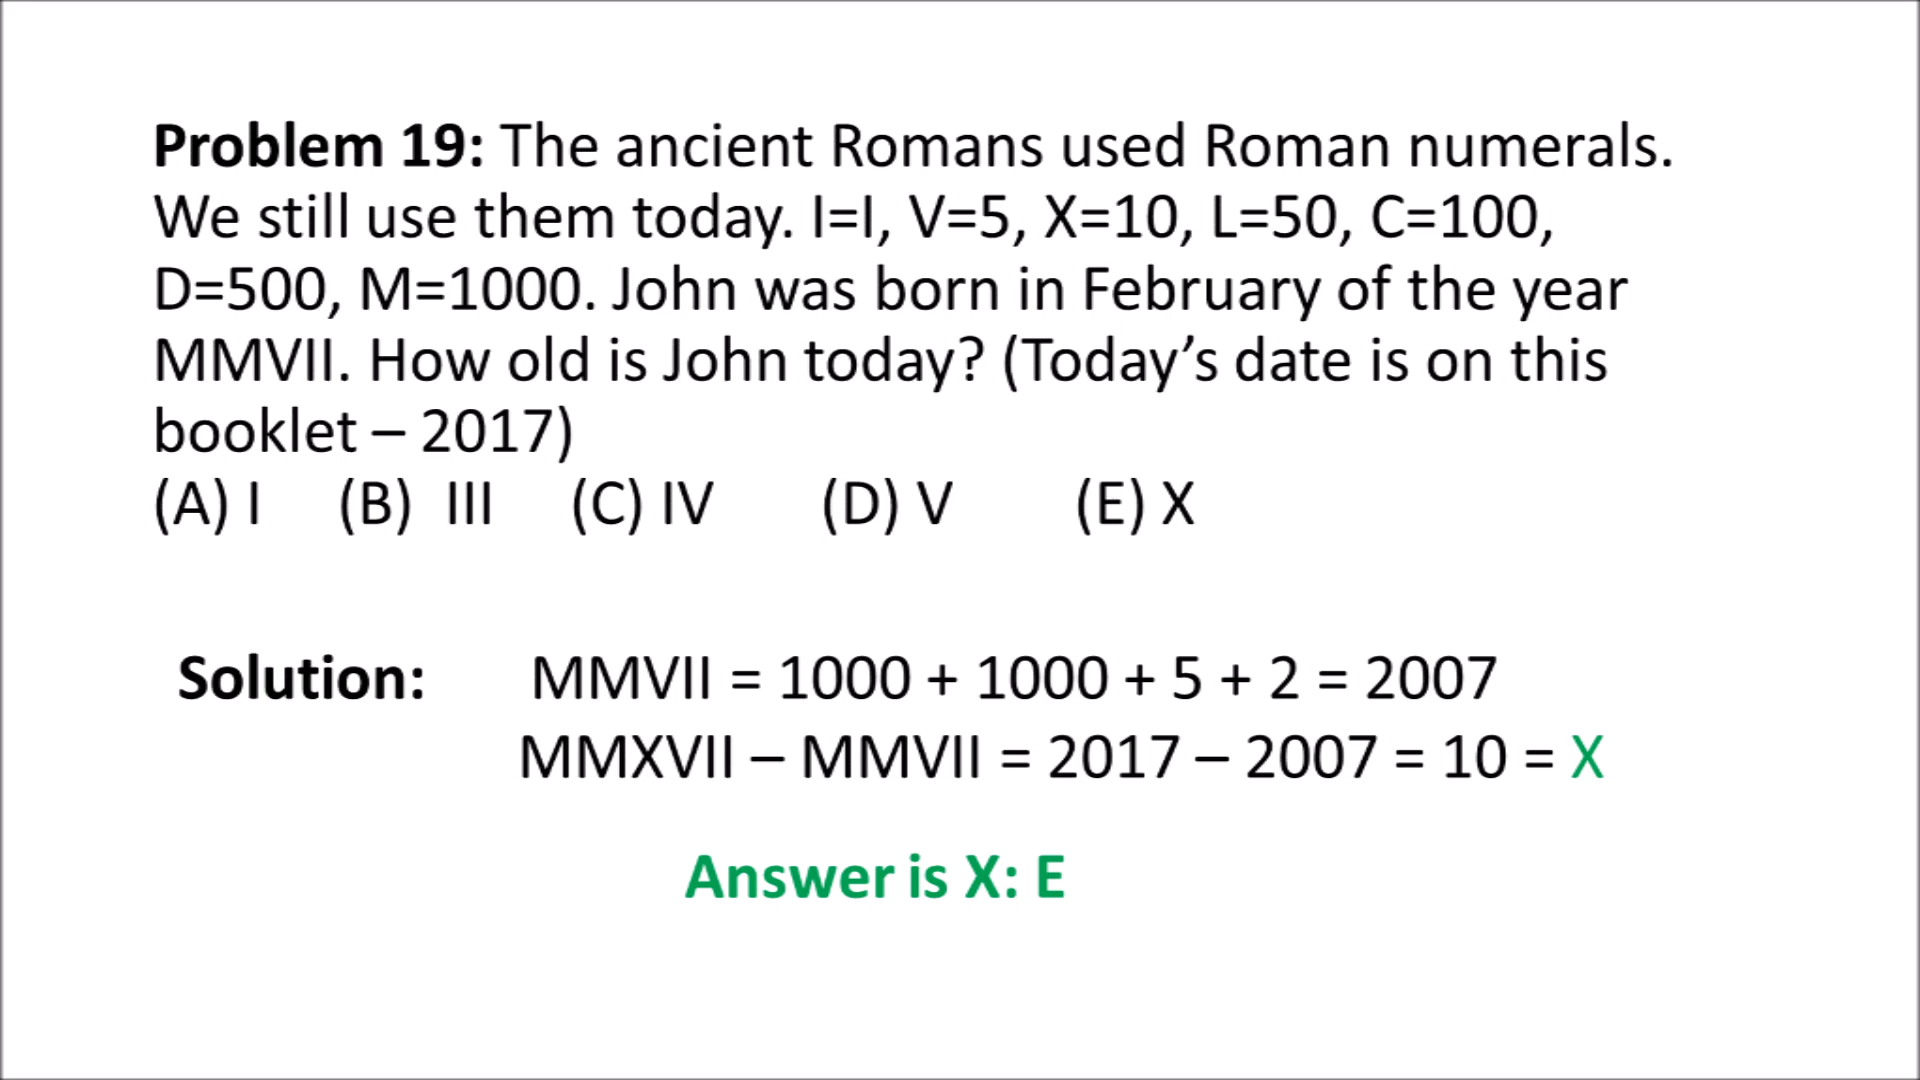 Problem 19: The ancient Romans used Roman numerals.
We still use them today. I=I, V=5, X=10, L=50, C=100,
D=500, M=1000. John was born in February of the year
MMVII. How old is John today? (Today’s date is on this
booklet – 2017)
(A) I (B) III (C) IV (D) V (E) X
Solution: MMVII = 1000 + 1000 + 5 + 2 = 2007
MMXVII – MMVII = 2017 – 2007 = 10 = X
Answer is X: E